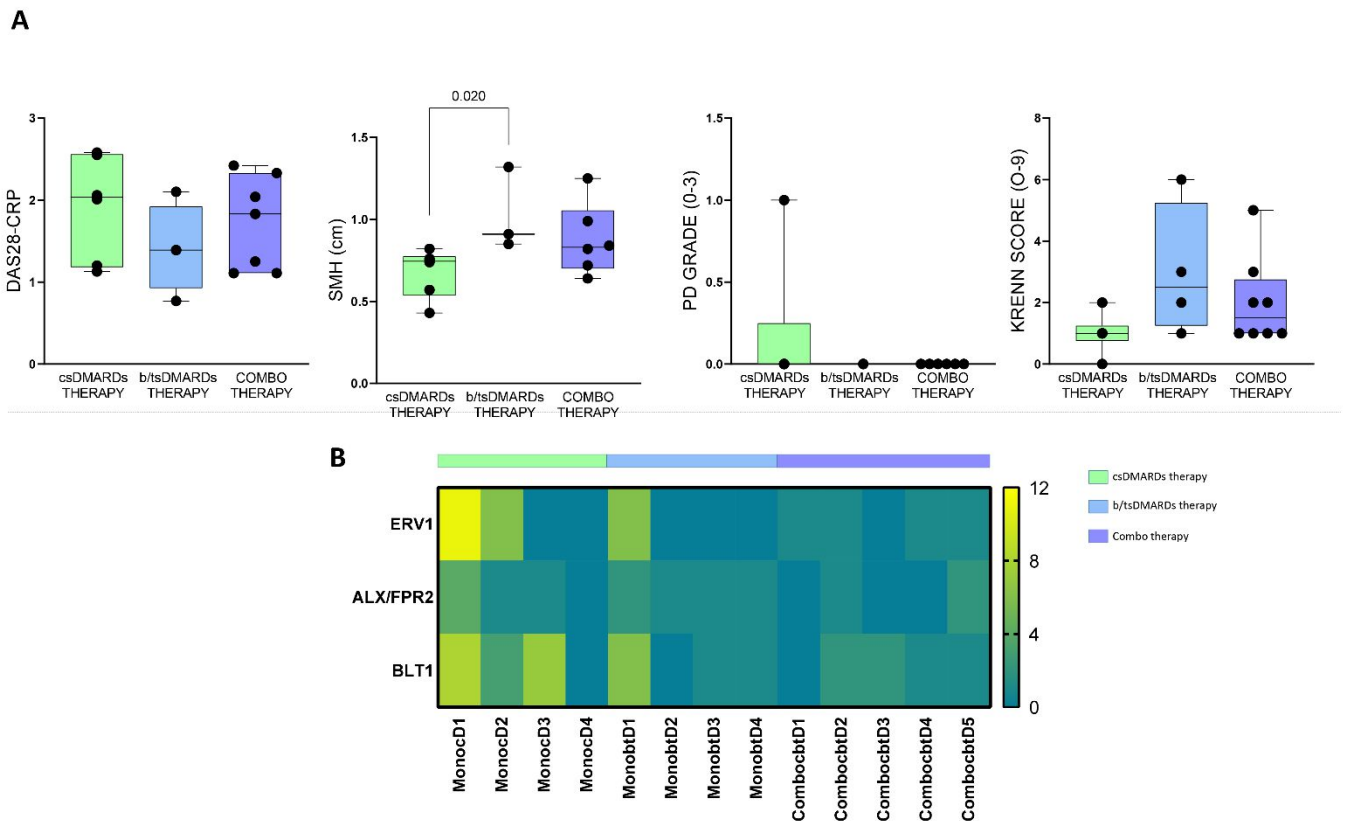 A
DAS28-CRP
3
2
1
0
csDMARDs
THERAPY
b/tsDMARDs
THERAPY
COMBO
THERAPY
0.020
SMH (cm)
1.5
1.0
0.5
0.0
csDMARDs
THERAPY
b/tsDMARDs
THERAPY
COMBO
THERAPY
PD GRADE (0-3)
1.5
1.0
0.5
0.0
csDMARDs
THERAPY
b/tsDMARDs
THERAPY
COMBO
THERAPY
KRENN SCORE (O-9)
8
6
4
2
0
csDMARDs
THERAPY
b/tsDMARDs
THERAPY
COMBO
THERAPY
B
ERV1
ALX/FPR2
BLT1
MonocD1
MonocD2
MonocD3
MonocD4
MonobtD1
MonobtD2
MonobtD3
MonobtD4
CombocbtD1
CombocbtD2
CombocbtD3
CombocbtD4
CombocbtD5
12
8
4
0
csDMARDs therapy
b/tsDMARDs therapy
Combo therapy